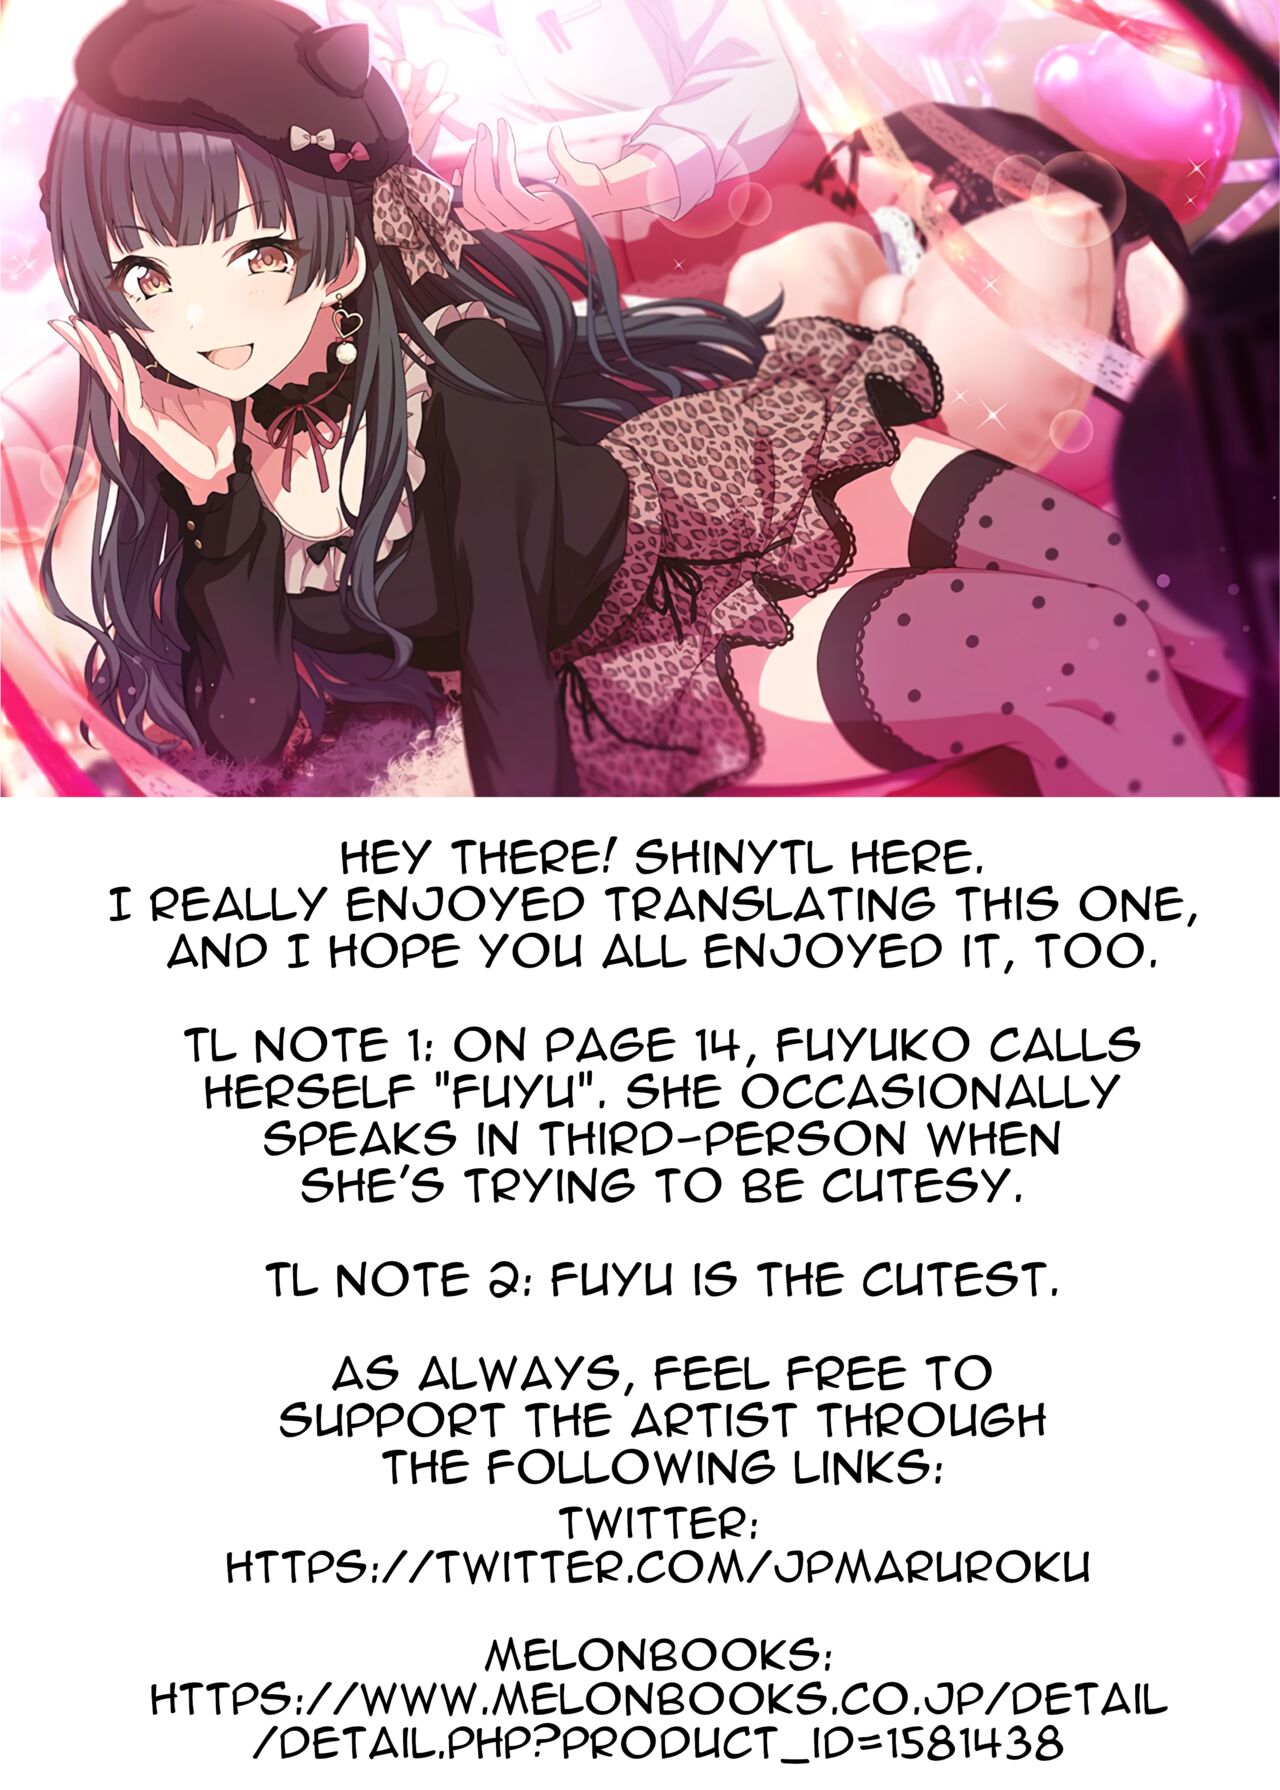 HEY THERE! SHINYTL HERE.
I REALLY ENJOYED TRANSLATING THIS ONE,
AND I HOPE YOU ALL ENJOYED IT, TOO.
TL NOTE 1: ON PAGE 14, FUYUKO CALLS
HERSELF "FUYU". SHE OCCASIONALLY
SPEAKS IN THIRD-PERSON WHEN
SHE'S TRYING TO BE CUTESY.
TL NOTE 2: FUYU IS THE CUTEST.
AS ALWAYS, FEEL FREE TO
SUPPORT THE ARTIST THROUGH
THE FOLLOWING LINKS:
TWITTER:
HTTPS://TWITTER.COM/JPMARUROKU
MELONBOOKS:
HTTPS://WWW.MELONBOOKS.CO.JP/DETAIL
/DETAIL.PHP?PRODUCT_ID=1581438